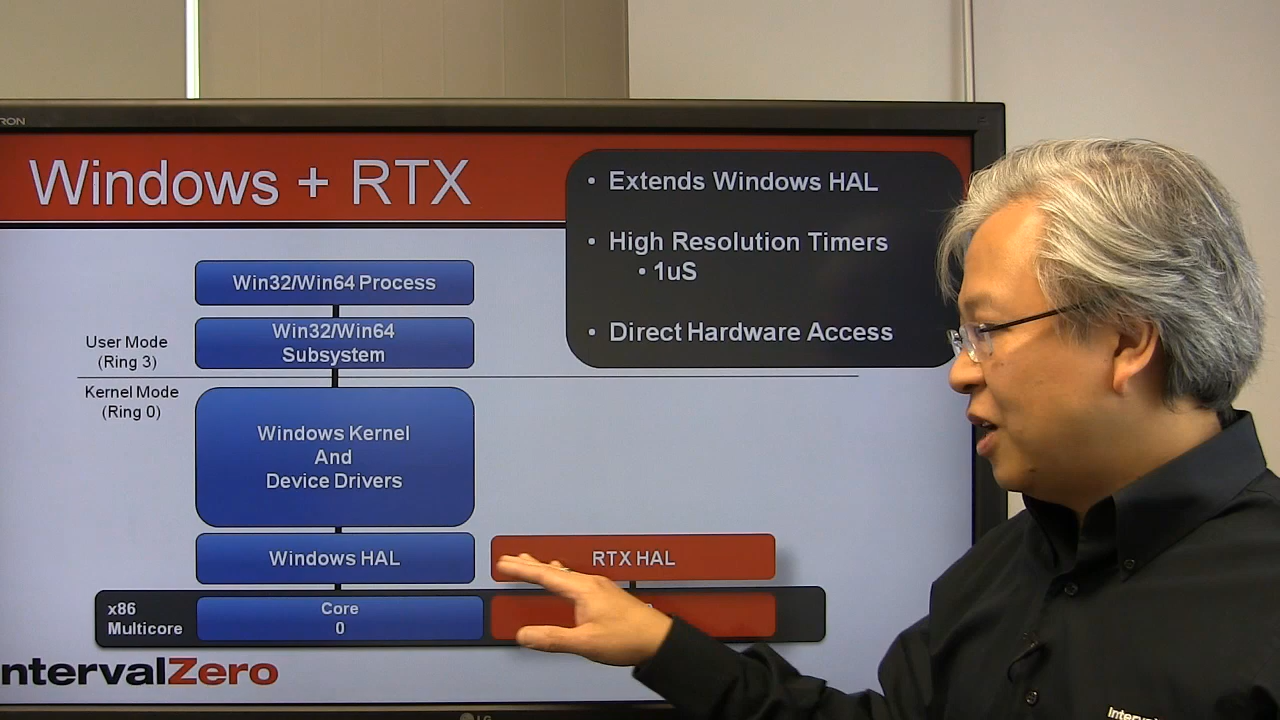 RON
Windows + RTX
• Extends Windows HAL
• High Resolution Timers
• 1uS
• Direct Hardware Access
Win32/Win64 Process
Win32/Win64
Subsystem
User Mode
(Ring 3)
Kernel Mode
(Ring 0)
Windows Kernel
And
Device Drivers
Windows HAL
RTX HAL
x86
Multicore
Core
0
ntervalZero
LG